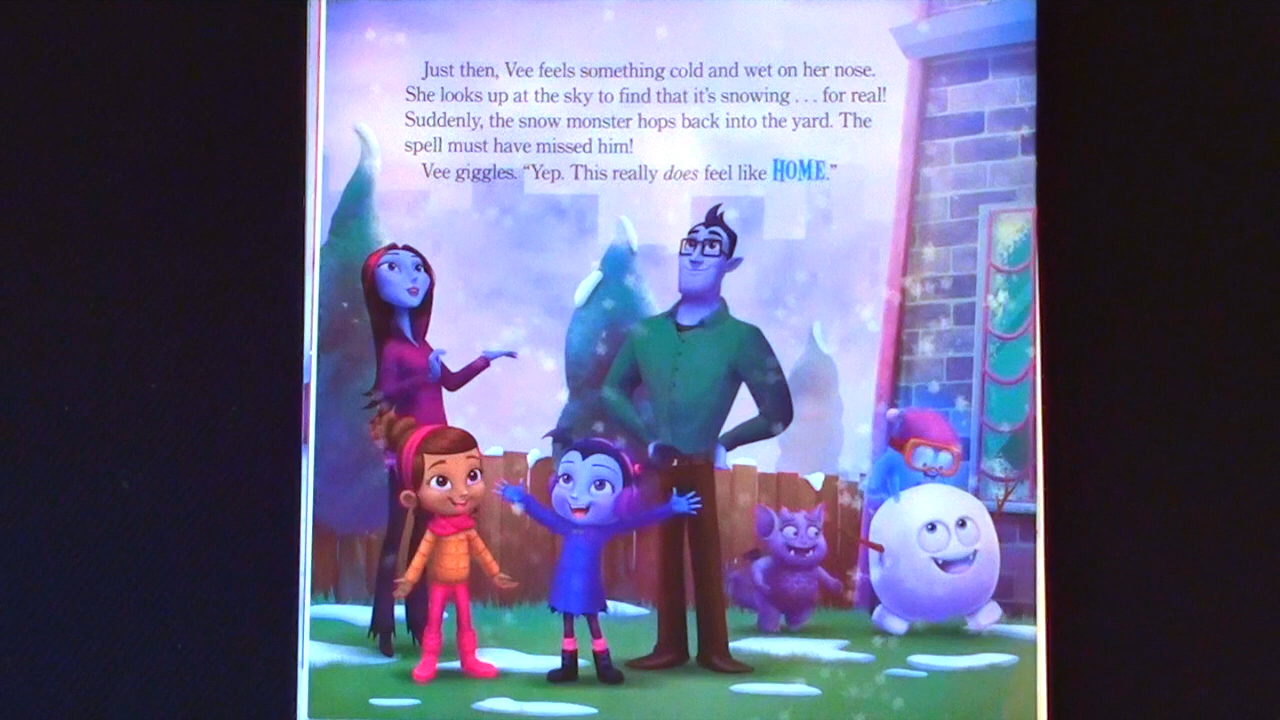 Just then, Vee feels something cold and wet on her nose.
She looks up at the sky to find that it's snowing . . . for real!
Suddenly, the snow monster hops back into the yard. The
spell must have missed him!
Vee giggles. “Yep. This really does feel like HOME.”